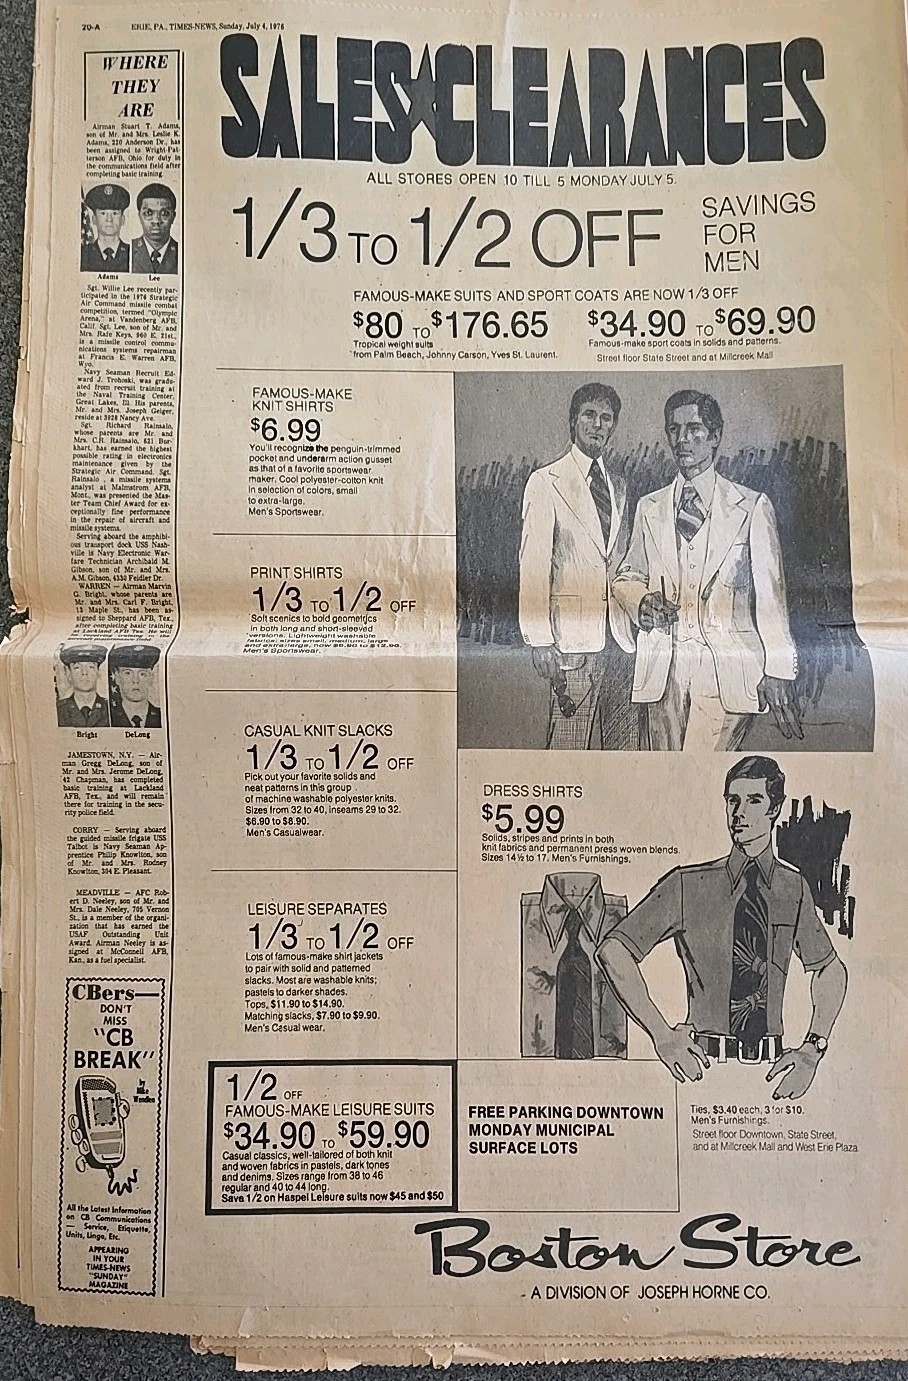 20-A ERIE, PA., TIMES-NEWS, Sunday, July 4, 1976
WHERE
THEY
ARE
Airman Stuart T. Adams,
son of Mr. and Mrs. Leslie K.
Adams, 210 Anderson Dr., has
been assigned to Wright-Pat-
terson AFB, Ohio for duty in
the communications field after
completing basic training.
Adams Lee
Sgt. Willie Lee recently par-
ticipated in the 1976 Strategic
Air Command missile combat
competition, termed "Olympic
Arena," at Vandenberg AFB,
Calif. Sgt. Lee, son of Mr. and
Mrs. Rafe Keys, 960 E. 21st.,
is a missile control commu-
nications systems repairman
at Francis E. Warren AFB,
Wyo.
Navy Seaman Recruit Ed-
ward J. Trohoski, was gradu-
ated from recruit training at
the Naval Training Center,
Great Lakes, Ill. His parents,
Mr. and Mrs. Joseph Geiger,
reside at 3928 Nancy Ave.
Sgt. Richard Rainsalo,
whose parents are Mr. and
Mrs. C.R. Rainsalo, 621 Bur-
khart, has earned the highest
possible rating in electronics
maintenance given by the
Strategic Air Command. Sgt.
Rainsalo, a missile systems
analyst at Malmstrom AFB,
Mont., was presented the Mas-
ter Team Chief Award for ex-
ceptionally fine performance
in the repair of aircraft and
missile systems.
Serving aboard the amphibi-
ous transport dock USS Nash-
ville is Navy Electronic War-
fare Technician Archibald M.
Gibson, son of Mr. and Mrs.
A.M. Gibson, 4330 Feidler Dr.
WARREN — Airman Marvin
G. Bright, whose parents are
Mr. and Mrs. Carl F. Bright,
13 Maple St., has been as-
signed to Sheppard AFB, Tex.,
after completing basic training
at Lackland AFB Tex. He will
Bright DeLong
JAMESTOWN, N.Y. — Air-
man Gregg DeLong, son of
Mr. and Mrs. Jerome DeLong,
42 Chapman, has completed
basic training at Lackland
AFB, Tex., and will remain
there for training in the secu-
rity police field.
CORRY — Serving aboard
the guided missile frigate USS
Talbot is Navy Seaman Ap-
prentice Philip Knowlton, son
of Mr. and Mrs. Rodney
Knowlton, 304 E. Pleasant.
MEADVILLE — AFC Rob-
ert D. Neeley, son of Mr. and
Mrs. Dale Neeley, 705 Vernon
St., is a member of the organi-
zation that has earned the
USAF Outstanding Unit
Award. Airman Neeley is as-
signed at McConnell AFB,
Kan., as a fuel specialist.
CBers—
DON'T
MISS
"CB
BREAK"
by
Mike
Wendlen
All the Latest Information
on CB Communications
— Service, Etiquette,
Units, Lingo, Etc.
APPEARING
IN YOUR
TIMES-NEWS
"SUNDAY"
MAGAZINE
SALES★CLEARANCES
ALL STORES OPEN 10 TILL 5 MONDAY JULY 5.
1/3 TO 1/2 OFF SAVINGS
FOR
MEN
FAMOUS-MAKE SUITS AND SPORT COATS ARE NOW 1/3 OFF
$80 TO $176.65
Tropical weight suits
from Palm Beach, Johnny Carson, Yves St. Laurent.
$34.90 TO $69.90
Famous-make sport coats in solids and patterns.
Street floor State Street and at Millcreek Mall
FAMOUS-MAKE
KNIT SHIRTS
$6.99
You'll recognize the penguin-trimmed
pocket and underarm action gusset
as that of a favorite sportswear
maker. Cool polyester-cotton knit
in selection of colors, small
to extra-large.
Men's Sportswear.
PRINT SHIRTS
1/3 TO 1/2 OFF
Soft scenics to bold geometrics
in both long and short-sleeved
versions. Lightweight washable
fabrics; sizes small, medium, large
and extra-large, now $6.90 to $12.90.
Men's Sportswear.
CASUAL KNIT SLACKS
1/3 TO 1/2 OFF
Pick out your favorite solids and
neat patterns in this group
of machine washable polyester knits.
Sizes from 32 to 40, inseams 29 to 32.
$6.90 to $8.90.
Men's Casualwear.
LEISURE SEPARATES
1/3 TO 1/2 OFF
Lots of famous-make shirt jackets
to pair with solid and patterned
slacks. Most are washable knits;
pastels to darker shades.
Tops, $11.90 to $14.90.
Matching slacks, $7.90 to $9.90.
Men's Casual wear.
1/2 OFF
FAMOUS-MAKE LEISURE SUITS
$34.90 TO $59.90
Casual classics, well-tailored of both knit
and woven fabrics in pastels, dark tones
and denims. Sizes range from 38 to 46
regular and 40 to 44 long.
Save 1/2 on Haspel Leisure suits now $45 and $50
DRESS SHIRTS
$5.99
Solids, stripes and prints in both
knit fabrics and permanent press woven blends.
Sizes 14½ to 17. Men's Furnishings.
FREE PARKING DOWNTOWN
MONDAY MUNICIPAL
SURFACE LOTS
Ties, $3.40 each, 3 for $10.
Men's Furnishings.
Street floor Downtown, State Street,
and at Millcreek Mall and West Erie Plaza
Boston Store
- A DIVISION OF JOSEPH HORNE CO.